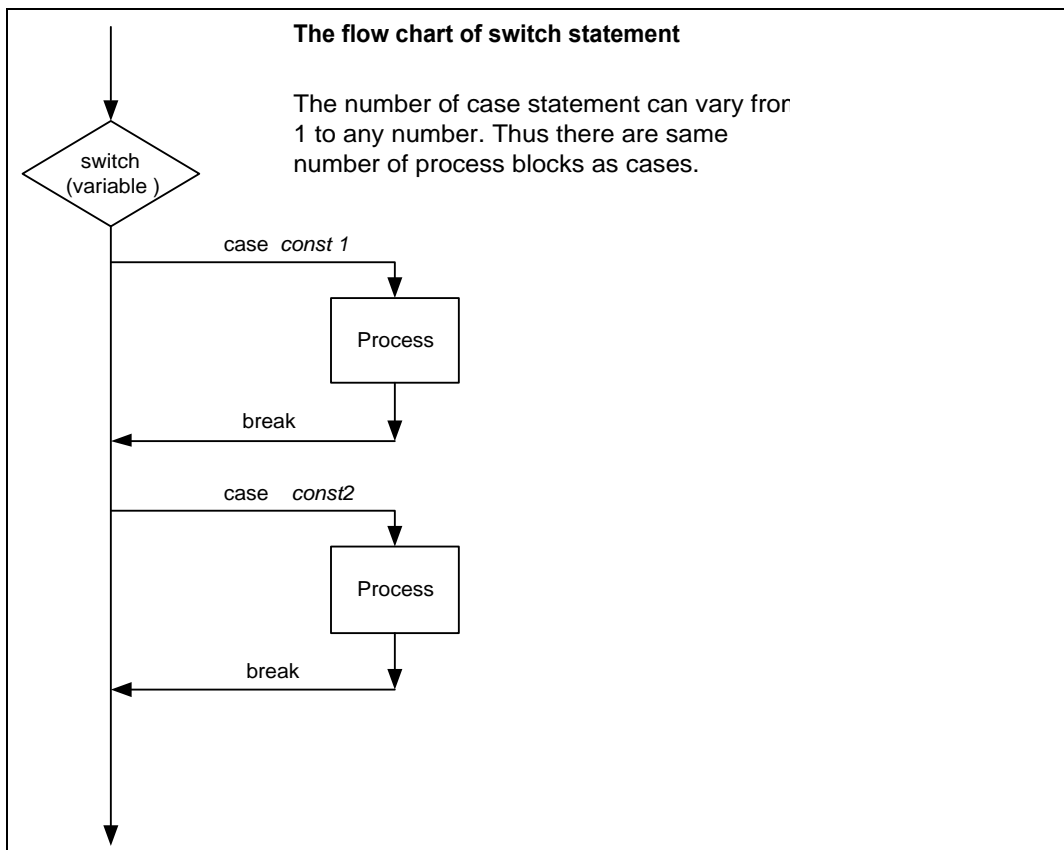 The flow chart of switch statement
The number of case statement can vary from
1 to any number. Thus there are same
number of process blocks as cases.
switch
(variable )
case const 1
Process
break
case const2
Process
break